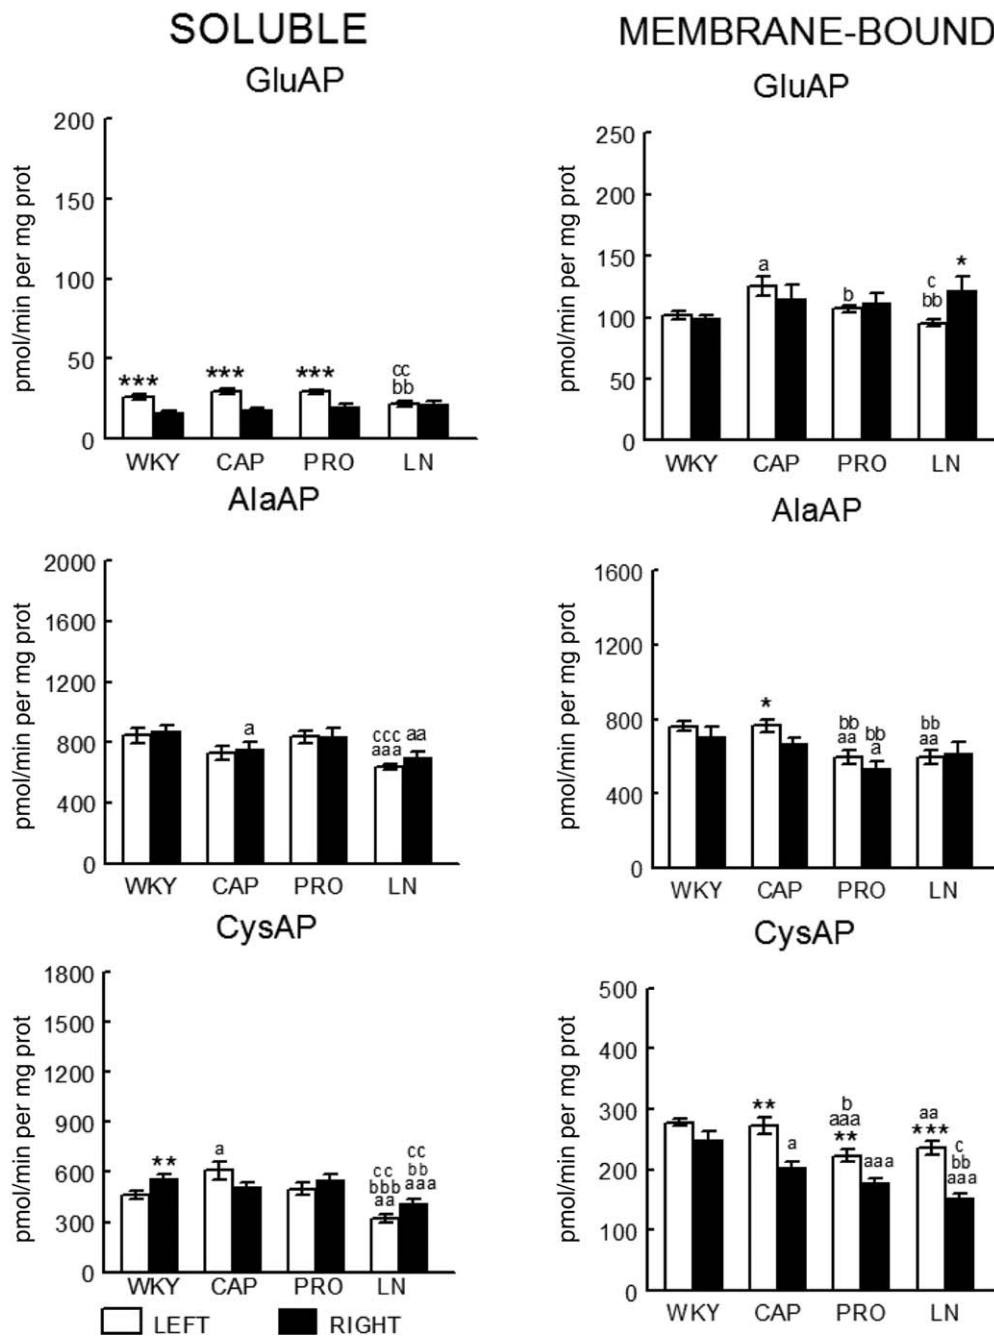 SOLUBLE
GluAP
pmol/min per mg prot
200
150
100
50
0
***
***
***
cc
bb
WKY CAP PRO LN
AlaAP
pmol/min per mg prot
2000
1600
1200
800
400
0
a
ccc aa
aaa
WKY CAP PRO LN
CysAP
pmol/min per mg prot
1800
1500
1200
900
600
300
0
**
a
cc
bbb
aa
cc
bb
aaa
WKY CAP PRO LN
LEFT RIGHT
MEMBRANE-BOUND
GluAP
pmol/min per mg prot
250
200
150
100
50
0
a
b
c
bb
*
WKY CAP PRO LN
AlaAP
pmol/min per mg prot
1600
1200
800
400
0
*
bb
aa
bb
a
bb
aa
WKY CAP PRO LN
CysAP
pmol/min per mg prot
500
400
300
200
100
0
**
a
b
aaa
**
aaa
aa
***
c
bb
aaa
WKY CAP PRO LN